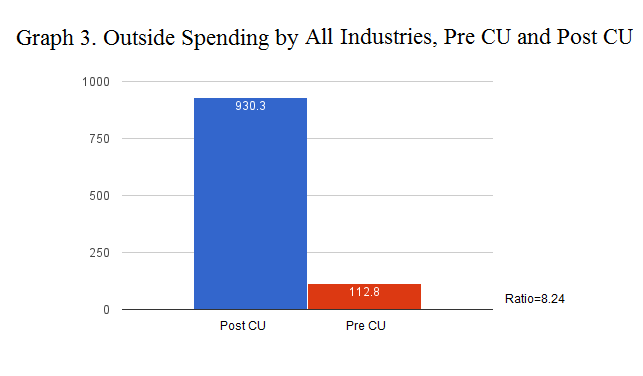 Graph 3. Outside Spending by All Industries, Pre CU and Post CU
1000
930.3
750
500
250
112.8
0
Ratio=8.24
Post CU
Pre CU